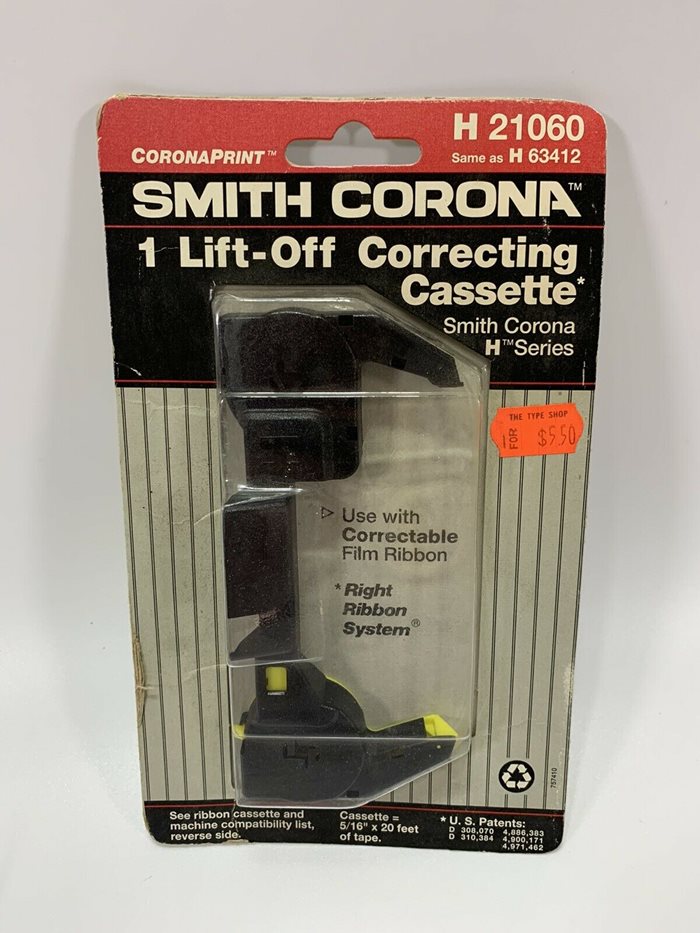 CORONAPRINT™
H 21060
Same as H 63412
SMITH CORONA™
1 Lift-Off Correcting
Cassette*
Smith Corona
H™ Series
THE TYPE SHOP
1 FOR $5.50
▷ Use with
Correctable
Film Ribbon
*Right
Ribbon
System®
757410
See ribbon cassette and
machine compatibility list,
reverse side.
Cassette =
5/16" x 20 feet
of tape.
* U. S. Patents:
D 308,070 4,886,383
D 310,384 4,900,171
4,971,462